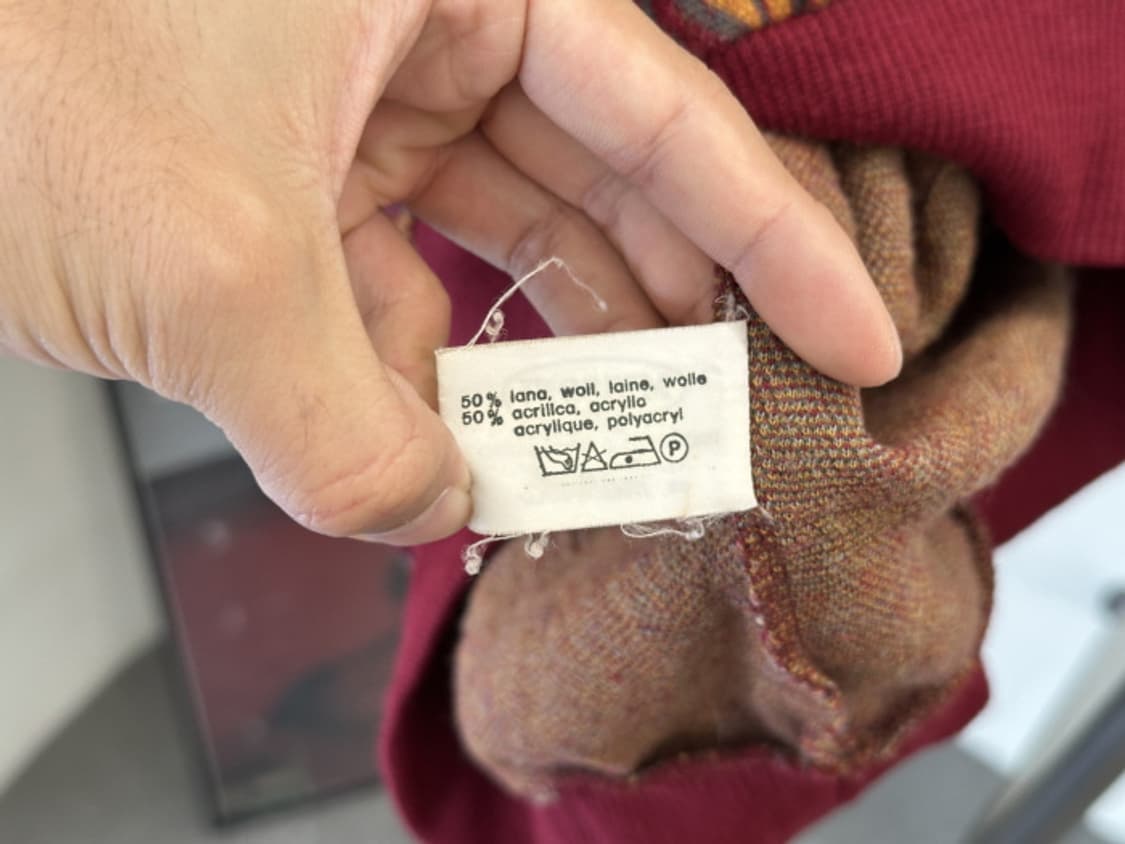 50% lana, woll, laine, wolle
50% acrilica, acrylic
acrylique, polyacryl
P